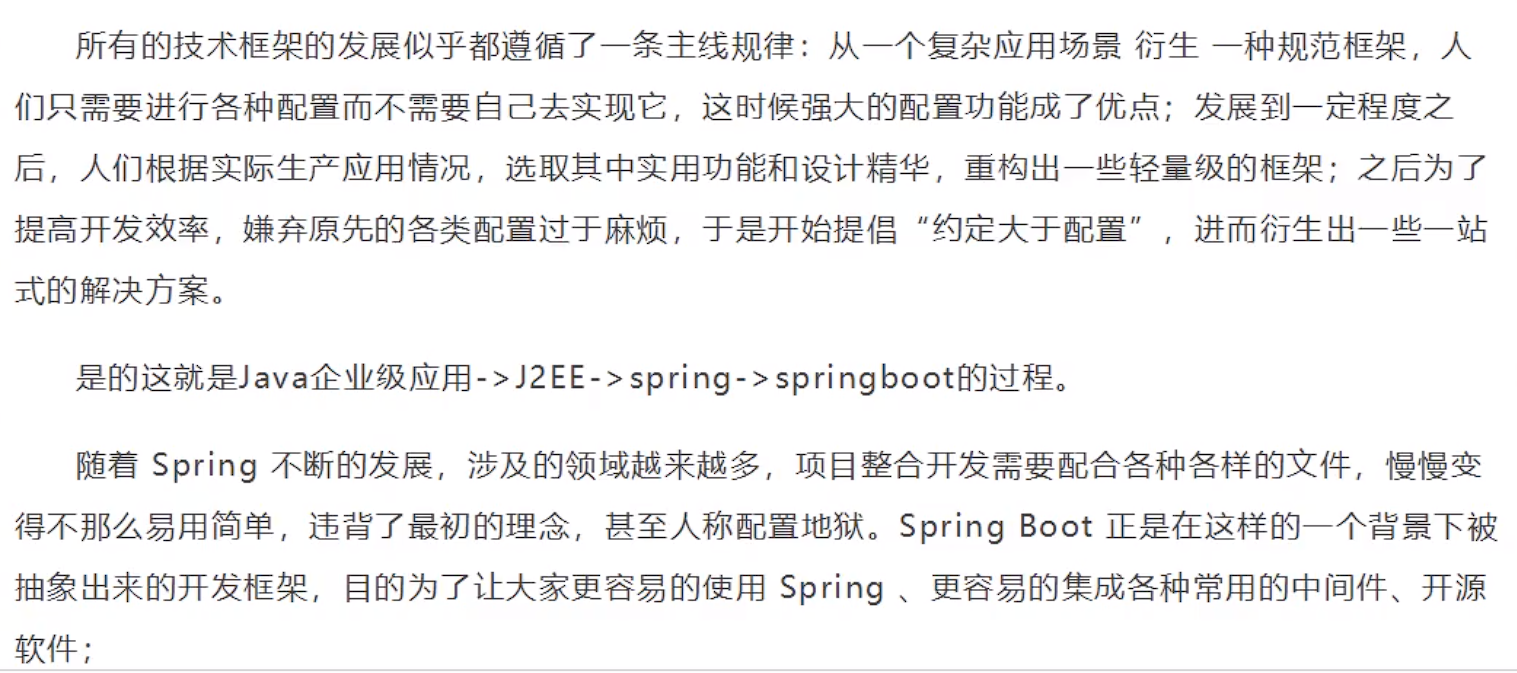 所有的技术框架的发展似乎都遵循了一条主线规律：从一个复杂应用场景 衍生 一种规范框架，人
们只需要进行各种配置而不需要自己去实现它，这时候强大的配置功能成了优点；发展到一定程度之
后，人们根据实际生产应用情况，选取其中实用功能和设计精华，重构出一些轻量级的框架；之后为了
提高开发效率，嫌弃原先的各类配置过于麻烦，于是开始提倡“约定大于配置”，进而衍生出一些一站
式的解决方案。
是的这就是Java企业级应用->J2EE->spring->springboot的过程。
随着 Spring 不断的发展，涉及的领域越来越多，项目整合开发需要配合各种各样的文件，慢慢变
得不那么易用简单，违背了最初的理念，甚至人称配置地狱。Spring Boot 正是在这样的一个背景下被
抽象出来的开发框架，目的为了让大家更容易的使用 Spring 、更容易的集成各种常用的中间件、开源
软件；